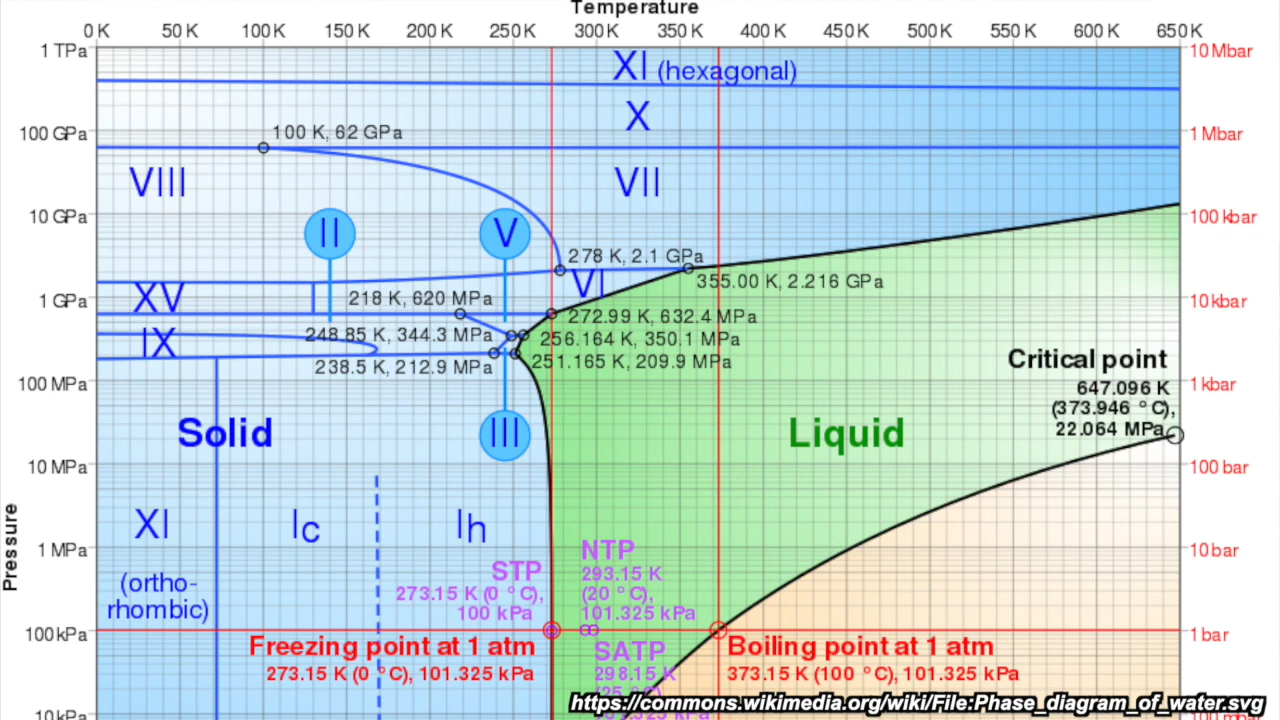 Temperature
0 K 50 K 100 K 150 K 200 K 250 K 300 K 350 K 400 K 450 K 500 K 550 K 600 K 650 K
1 TPa
10 Mbar
XI (hexagonal)
X
100 K, 62 GPa
100 GPa
1 Mbar
VIII
VII
10 GPa
100 kbar
II
V
278 K, 2.1 GPa
VI
355.00 K, 2.216 GPa
1 GPa
XV
218 K, 620 MPa
10 kbar
272.99 K, 632.4 MPa
IX
248.85 K, 344.3 MPa
256.164 K, 350.1 MPa
238.5 K, 212.9 MPa
251.165 K, 209.9 MPa
Critical point
647.096 K
(373.946 °C),
22.064 MPa
100 MPa
1 kbar
Solid
III
Liquid
10 MPa
100 bar
XI
Ic
Ih
(ortho-
rhombic)
Pressure
1 MPa
10 bar
NTP
293.15 K
(20 °C),
101.325 kPa
STP
273.15 K (0 °C),
100 kPa
100 kPa
1 bar
Freezing point at 1 atm
273.15 K (0 °C), 101.325 kPa
SATP
298.15 K
Boiling point at 1 atm
373.15 K (100 °C), 101.325 kPa
10 kPa
https://commons.wikimedia.org/wiki/File:Phase_diagram_of_water.svg